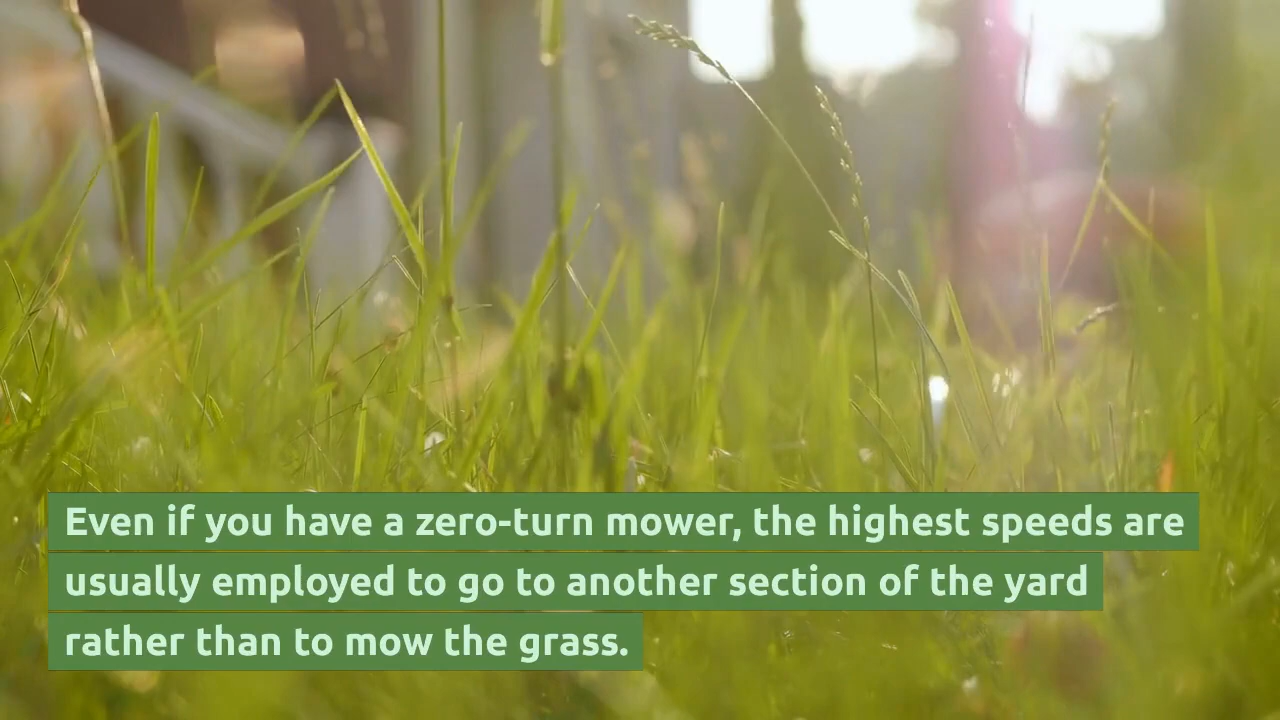 Even if you have a zero-turn mower, the highest speeds are
usually employed to go to another section of the yard
rather than to mow the grass.